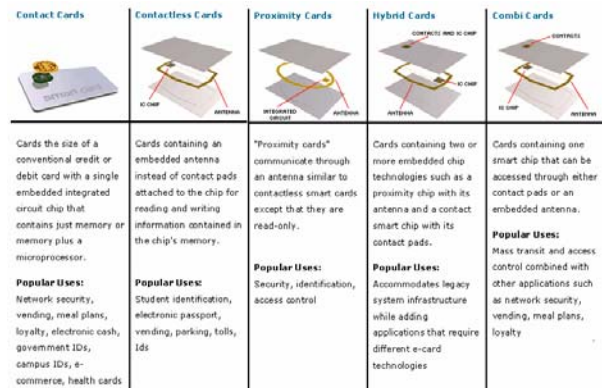 Contact Cards
smart card
Cards the size of a
conventional credit or
debit card with a single
embedded integrated
circuit chip that
contains just memory or
memory plus a
microprocessor.
Popular Uses:
Network security,
vending, meal plans,
loyalty, electronic cash,
government IDs,
campus IDs, e-
commerce, health cards
Contactless Cards
IC CHIP
ANTENNA
Cards containing an
embedded antenna
instead of contact pads
attached to the chip for
reading and writing
information contained in
the chip's memory.
Popular Uses:
Student identification,
electronic passport,
vending, parking, tolls,
Ids
Proximity Cards
INTEGRATED
CIRCUIT
ANTENNA
"Proximity cards"
communicate through
an antenna similar to
contactless smart cards
except that they are
read-only.
Popular Uses:
Security, identification,
access control
Hybrid Cards
CONTACTS AND IC CHIP
IC CHIP
ANTENNA
Cards containing two or
more embedded chip
technologies such as a
proximity chip with its
antenna and a contact
smart chip with its
contact pads.
Popular Uses:
Accommodates legacy
system infrastructure
while adding
applications that require
different e-card
technologies
Combi Cards
CONTACTS
IC CHIP
ANTENNA
Cards containing one
smart chip that can be
accessed through either
contact pads or an
embedded antenna.
Popular Uses:
Mass transit and access
control combined with
other applications such
as network security,
vending, meal plans,
loyalty